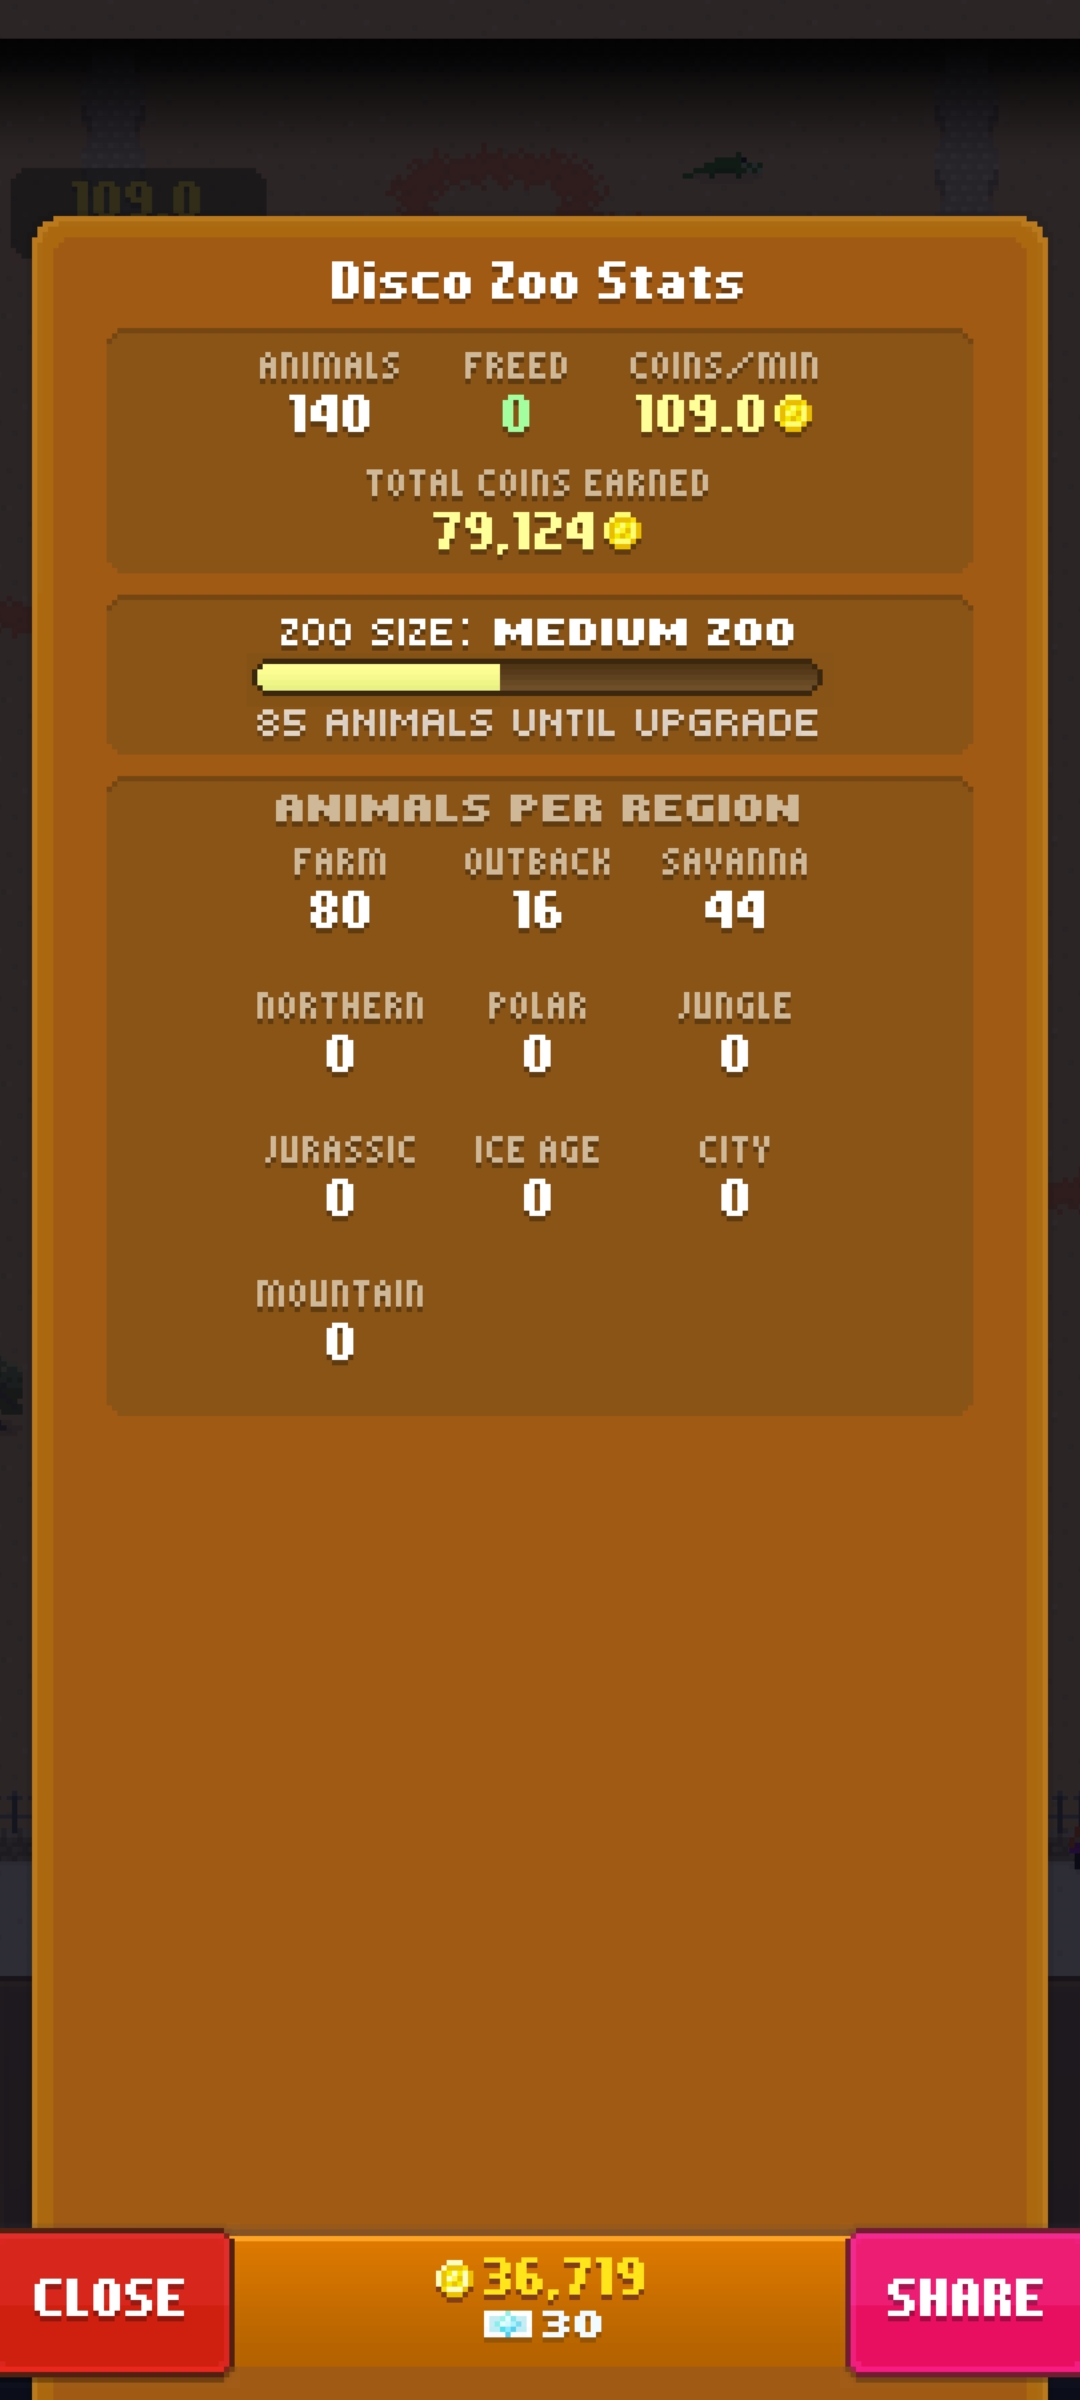 109.0
Disco Zoo Stats
ANIMALS FREED COINS/MIN
140 0 109.0
TOTAL COINS EARNED
79,124
ZOO SIZE: MEDIUM ZOO
85 ANIMALS UNTIL UPGRADE
ANIMALS PER REGION
FARM OUTBACK SAVANNA
80 16 44
NORTHERN POLAR JUNGLE
0 0 0
JURASSIC ICE AGE CITY
0 0 0
MOUNTAIN
0
36,719
CLOSE SHARE
30